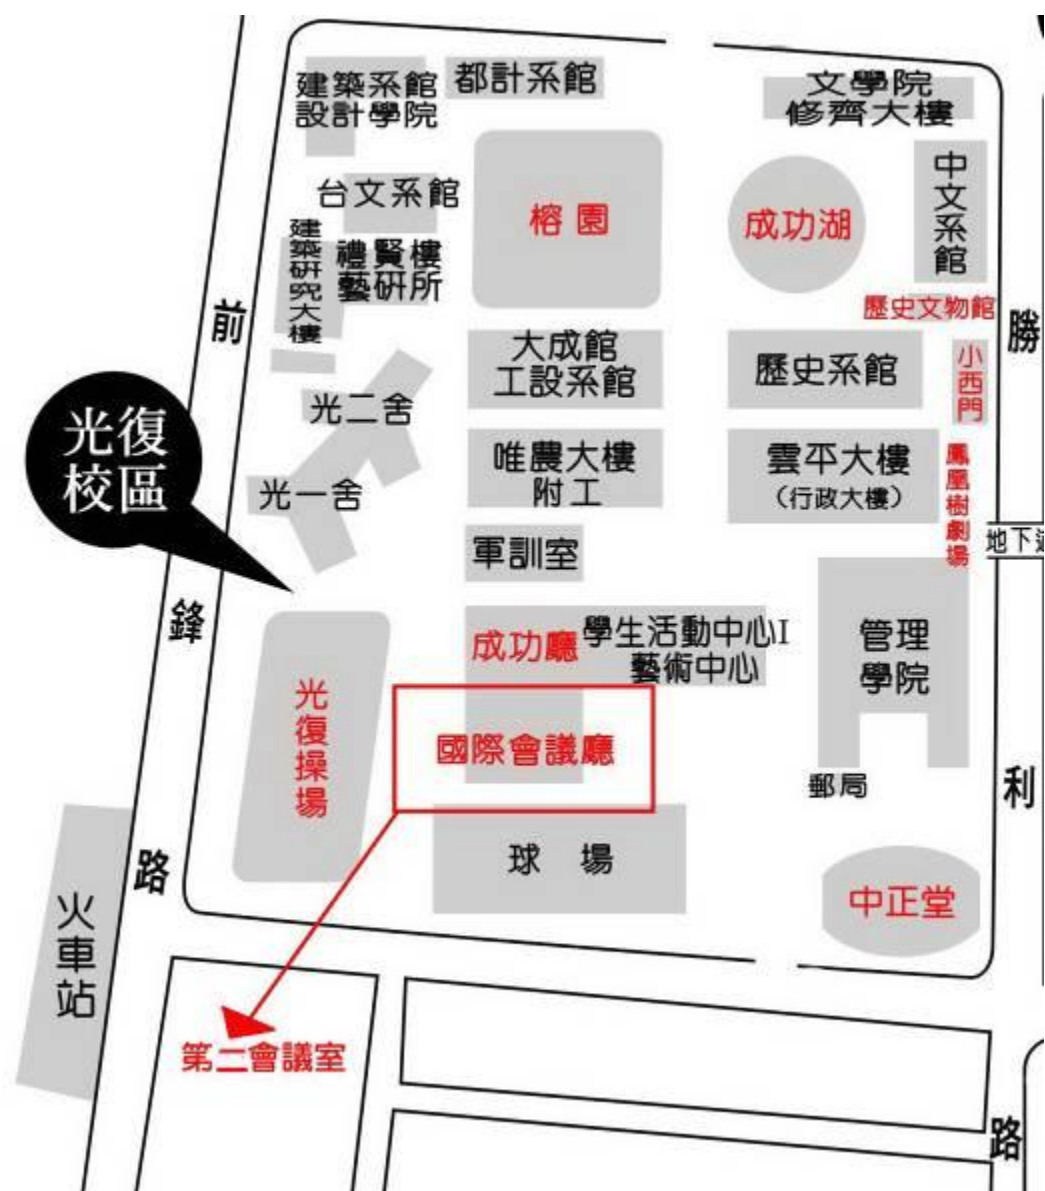 建築系館
設計學院
都計系館
文學院
修齊大樓
台文系館
榕園
成功湖
中文系館
建築研究大樓
禮賢樓
藝研所
歷史文物館
前
勝
大成館
工設系館
歷史系館
小西門
光二舍
光復
校區
唯農大樓
附工
雲平大樓
(行政大樓)
鳳凰樹劇場
光一舍
軍訓室
地下
鋒
成功廳
學生活動中心I
藝術中心
管理
學院
光復操場
國際會議廳
郵局
利
球場
路
火車站
中正堂
第二會議室
路